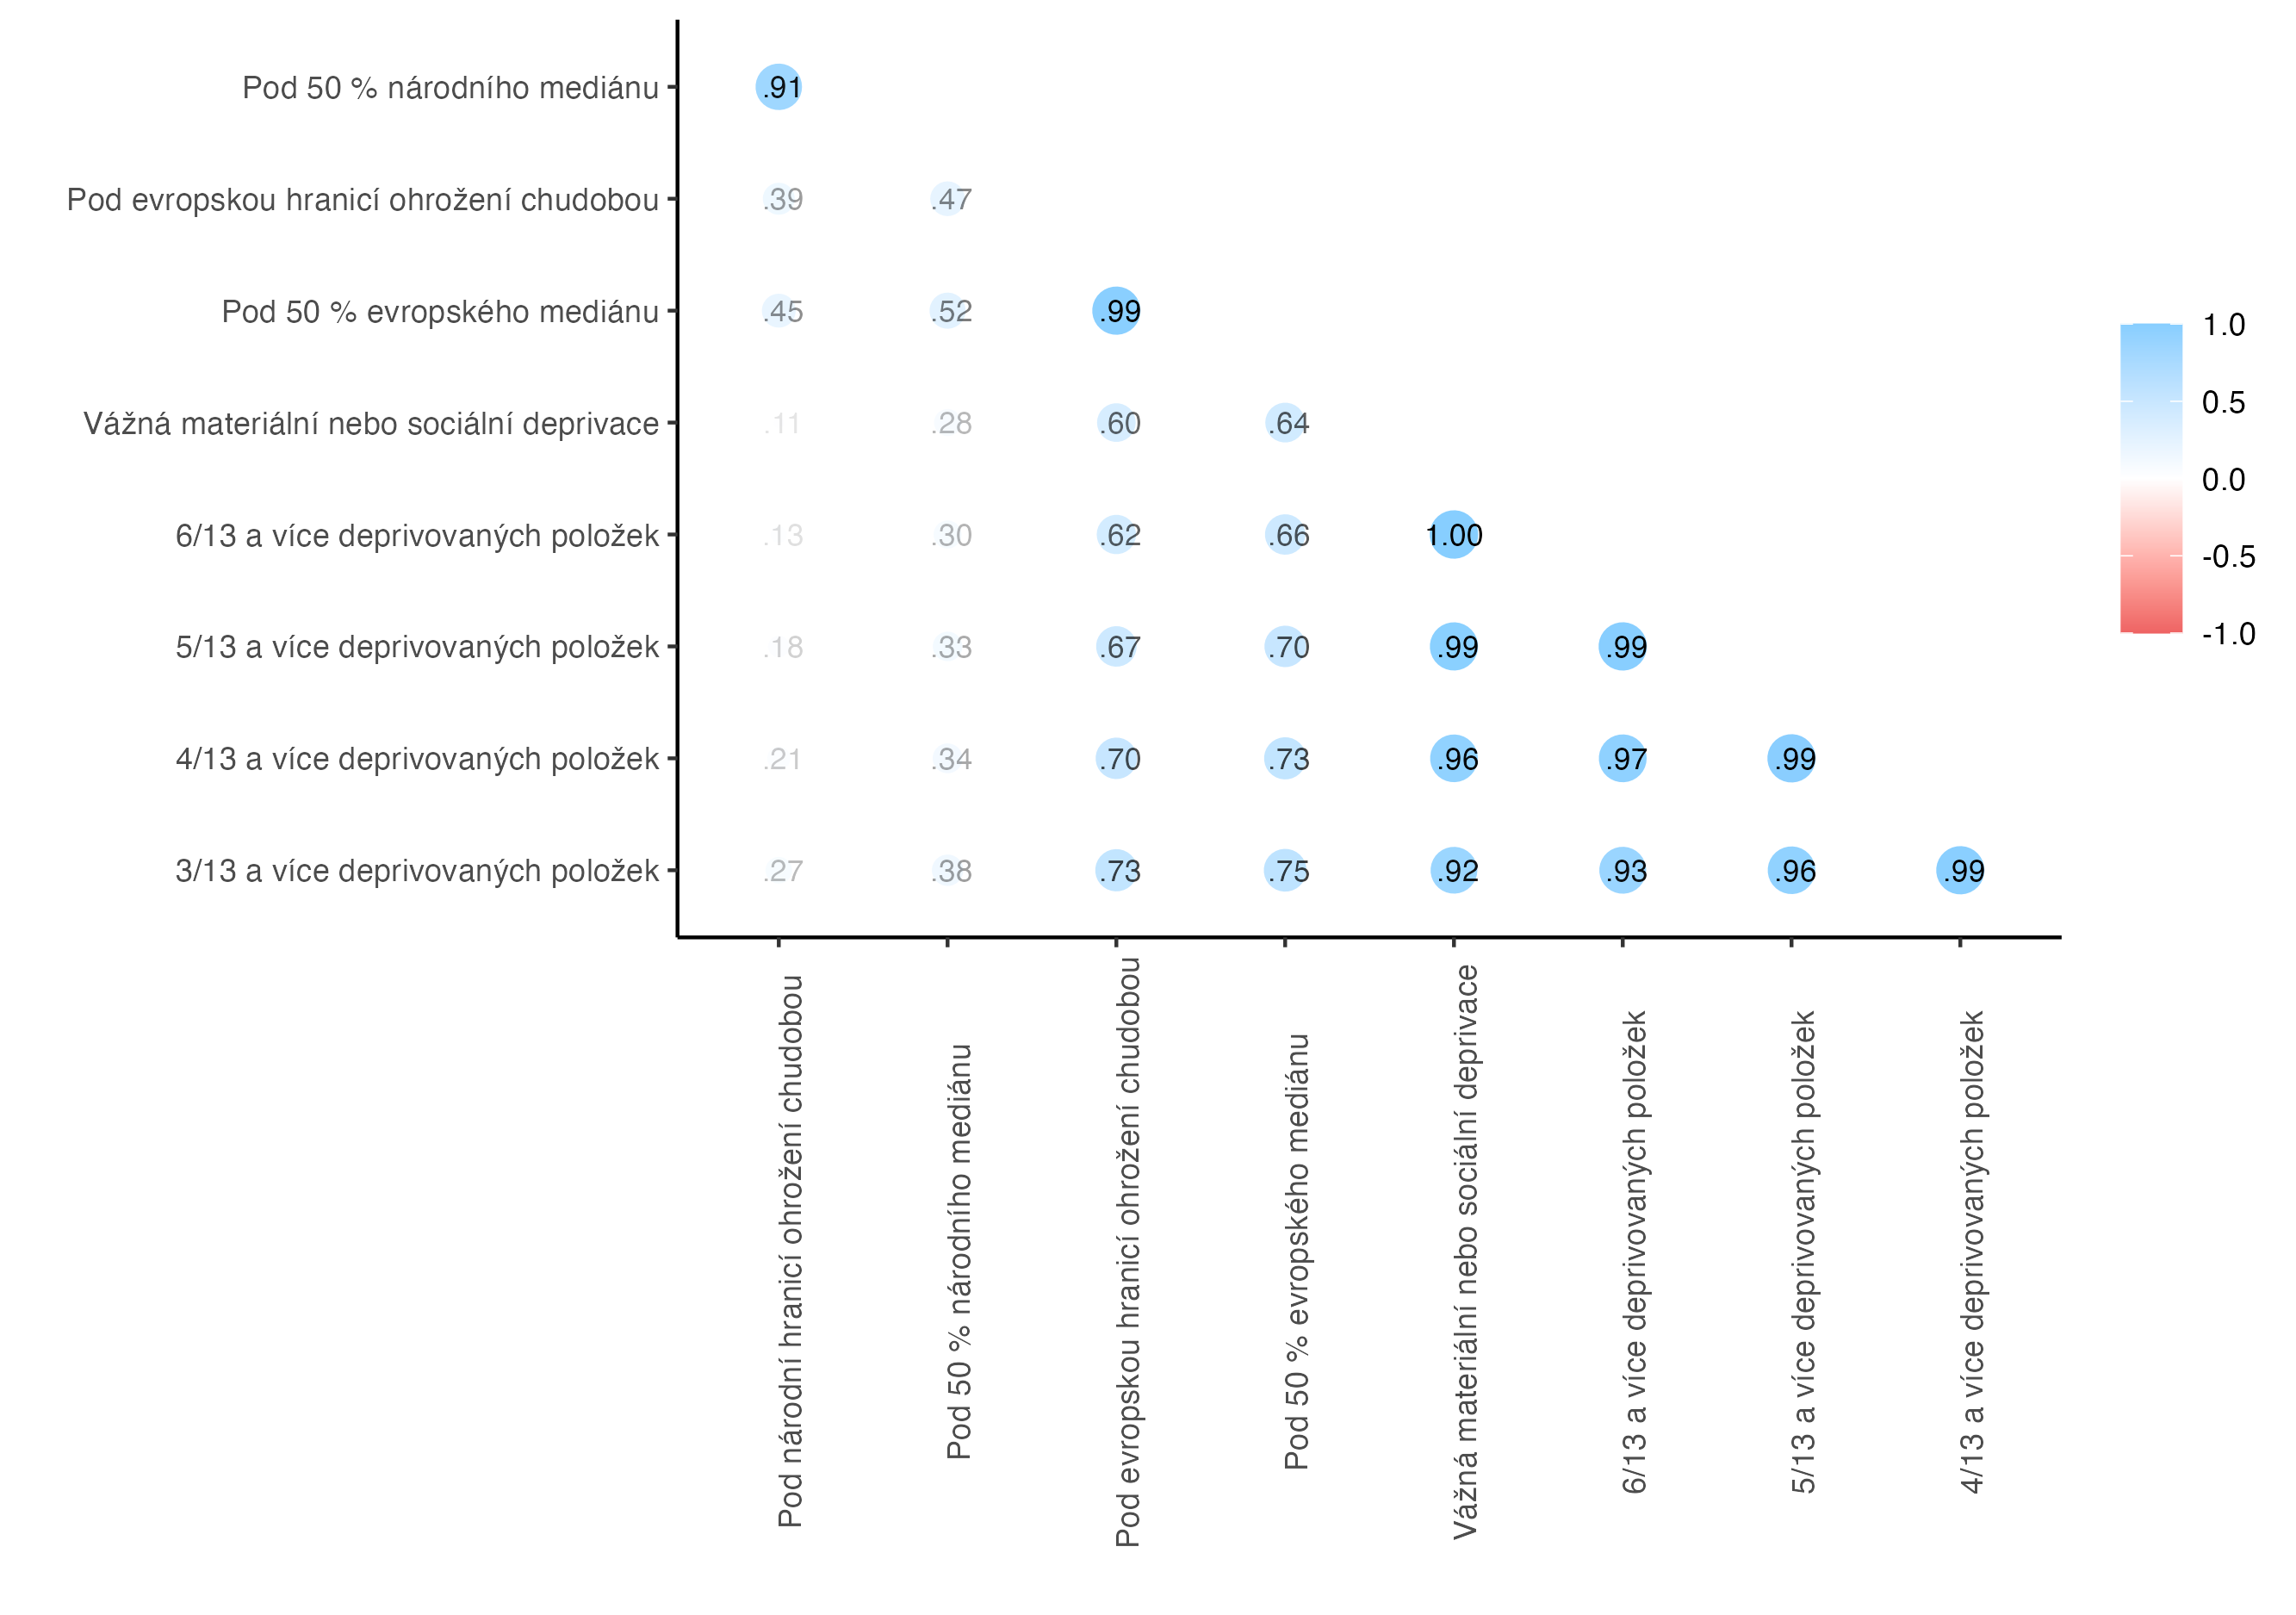 Pod 50 % národního mediánu .91
Pod evropskou hranicí ohrožení chudobou .39 .47
Pod 50 % evropského mediánu .45 .52 .99
Vážná materiální nebo sociální deprivace .11 .28 .60 .64
6/13 a více deprivovaných položek .13 .30 .62 .66 1.00
5/13 a více deprivovaných položek .18 .33 .67 .70 .99 .99
4/13 a více deprivovaných položek .21 .34 .70 .73 .96 .97 .99
3/13 a více deprivovaných položek .27 .38 .73 .75 .92 .93 .96 .99
Pod národní hranicí ohrožení chudobou
Pod 50 % národního mediánu
Pod evropskou hranicí ohrožení chudobou
Pod 50 % evropského mediánu
Vážná materiální nebo sociální deprivace
6/13 a více deprivovaných položek
5/13 a více deprivovaných položek
4/13 a více deprivovaných položek
1.0
0.5
0.0
-0.5
-1.0